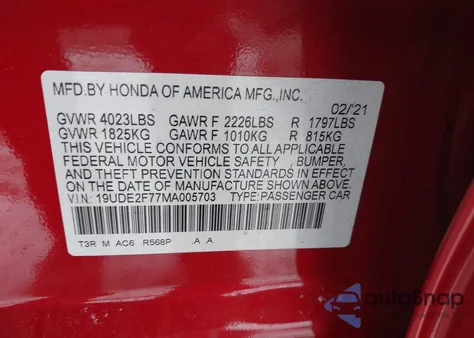 MFD.BY HONDA OF AMERICA MFG.,INC.
02/'21
GVWR 4023LBS GAWR F 2226LBS R 1797LBS
GVWR 1825KG GAWR F 1010KG R 815KG
THIS VEHICLE CONFORMS TO ALL APPLICABLE
FEDERAL MOTOR VEHICLE SAFETY , BUMPER,
AND THEFT PREVENTION STANDARDS IN EFFECT
ON THE DATE OF MANUFACTURE SHOWN ABOVE.
V.I.N: 19UDE2F77MA005703 TYPE:PASSENGER CAR
T3R M AC6 R568P .A .A
autoSnap